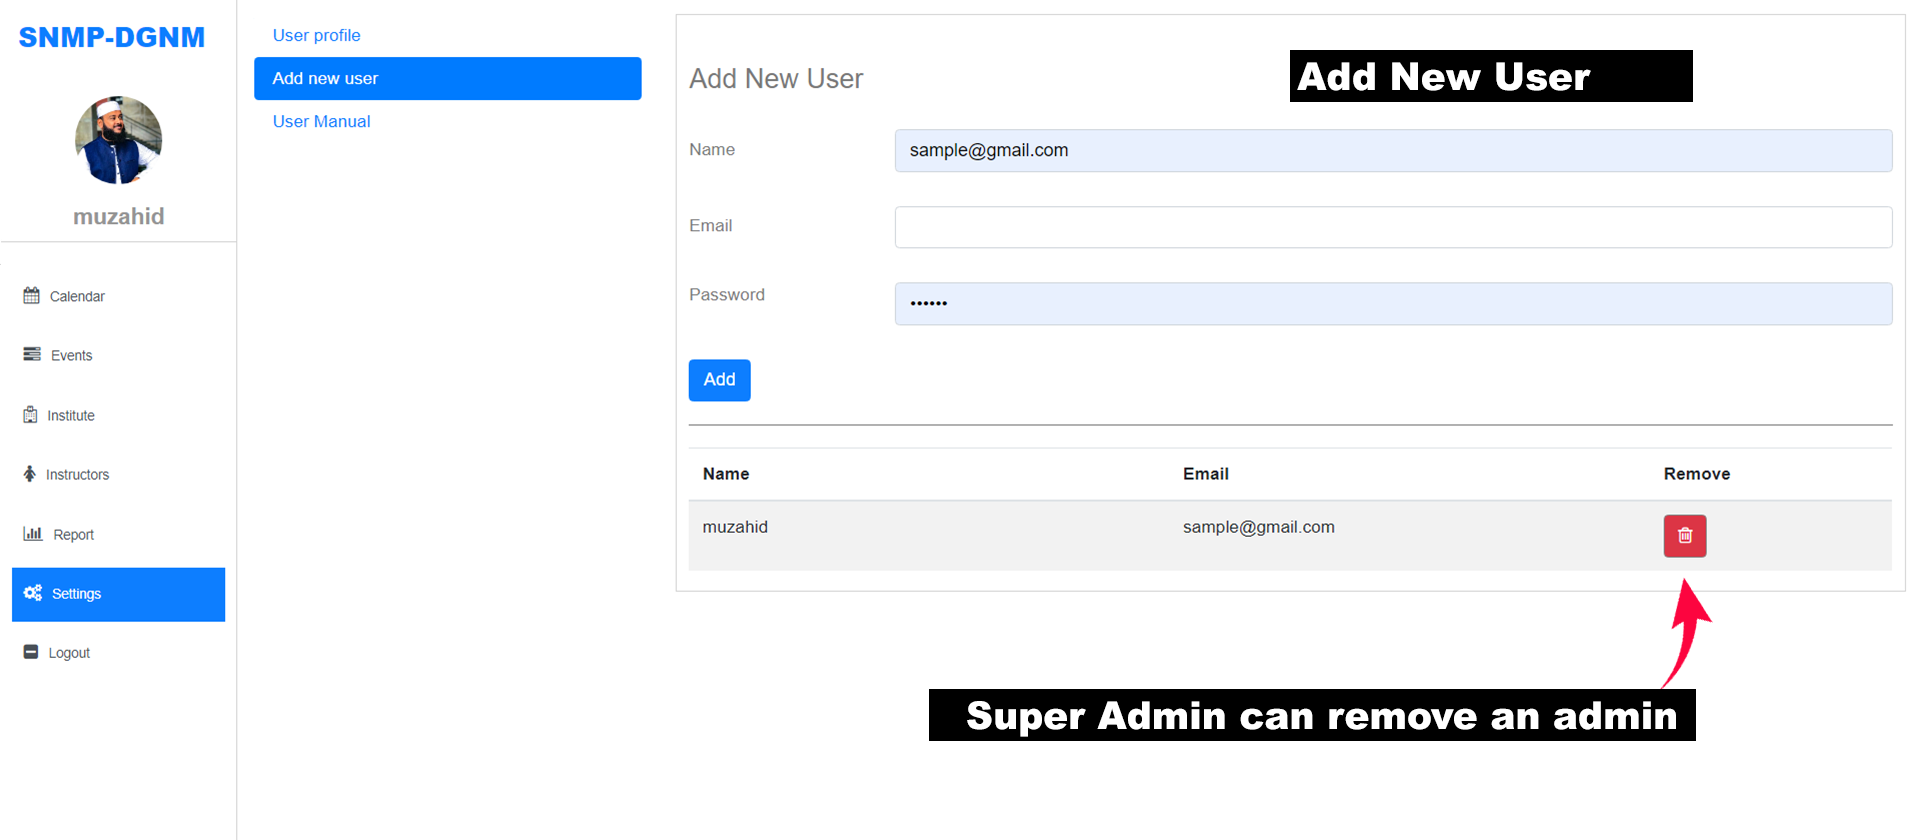 SNMP-DGNM
muzahid
Calendar
Events
Institute
Instructors
Report
Settings
Logout
User profile
Add new user
User Manual
Add New User
Add New User
Name
sample@gmail.com
Email
Password
••••••
Add
Name Email Remove
muzahid sample@gmail.com
Super Admin can remove an admin